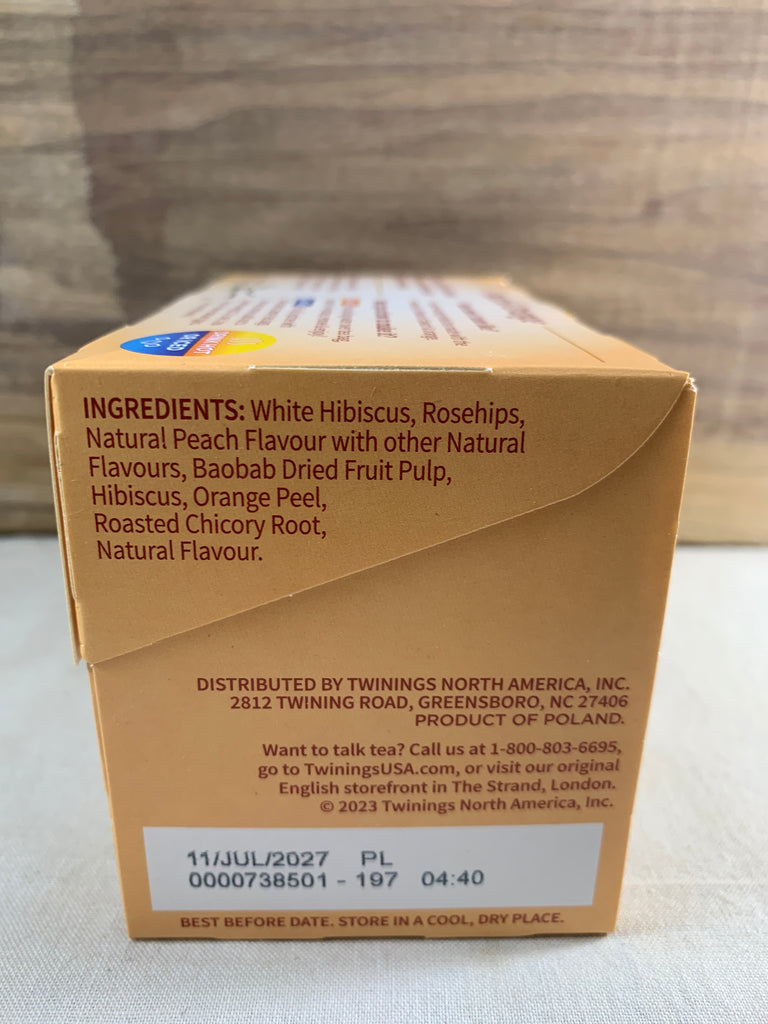 DRINK HOT
OR ICED
INGREDIENTS: White Hibiscus, Rosehips,
Natural Peach Flavour with other Natural
Flavours, Baobab Dried Fruit Pulp,
Hibiscus, Orange Peel,
Roasted Chicory Root,
Natural Flavour.
DISTRIBUTED BY TWININGS NORTH AMERICA, INC.
2812 TWINING ROAD, GREENSBORO, NC 27406
PRODUCT OF POLAND.
Want to talk tea? Call us at 1-800-803-6695,
go to TwiningsUSA.com, or visit our original
English storefront in The Strand, London.
© 2023 Twinings North America, Inc.
11/JUL/2027 PL
0000738501 - 197 04:40
BEST BEFORE DATE. STORE IN A COOL, DRY PLACE.